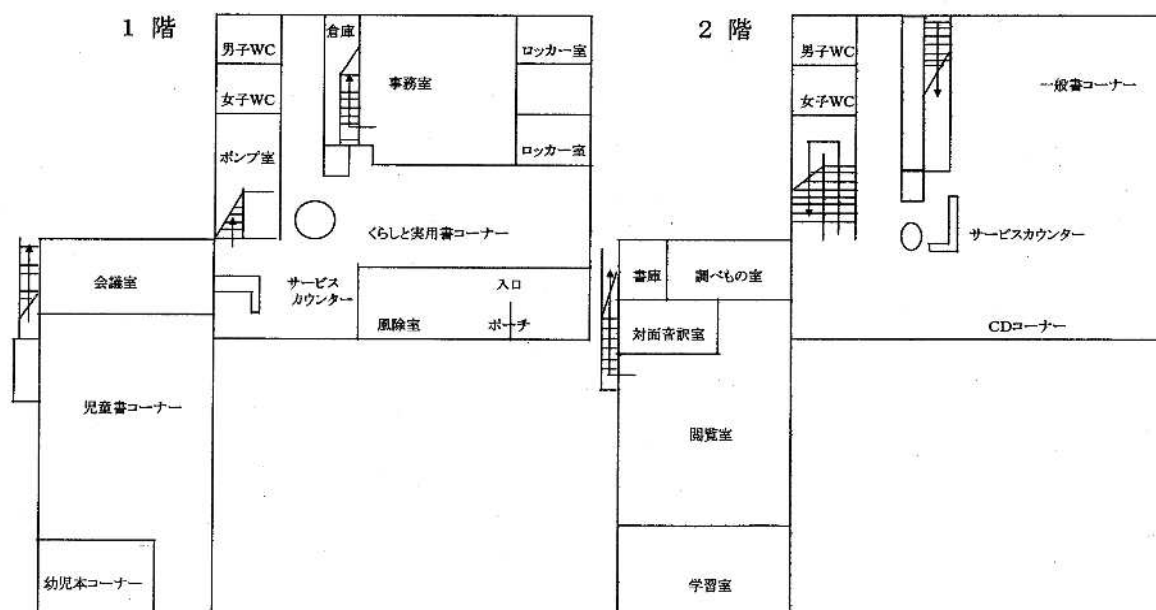 1 階
倉庫
男子WC
ロッカー室
事務室
女子WC
ロッカー室
ポンプ室
くらしと実用書コーナー
会議室
サービス
カウンター
入口
風除室
ポーチ
児童書コーナー
幼児本コーナー
2 階
男子WC
一般書コーナー
女子WC
サービスカウンター
書庫
調べもの室
対面音訳室
CDコーナー
閲覧室
学習室